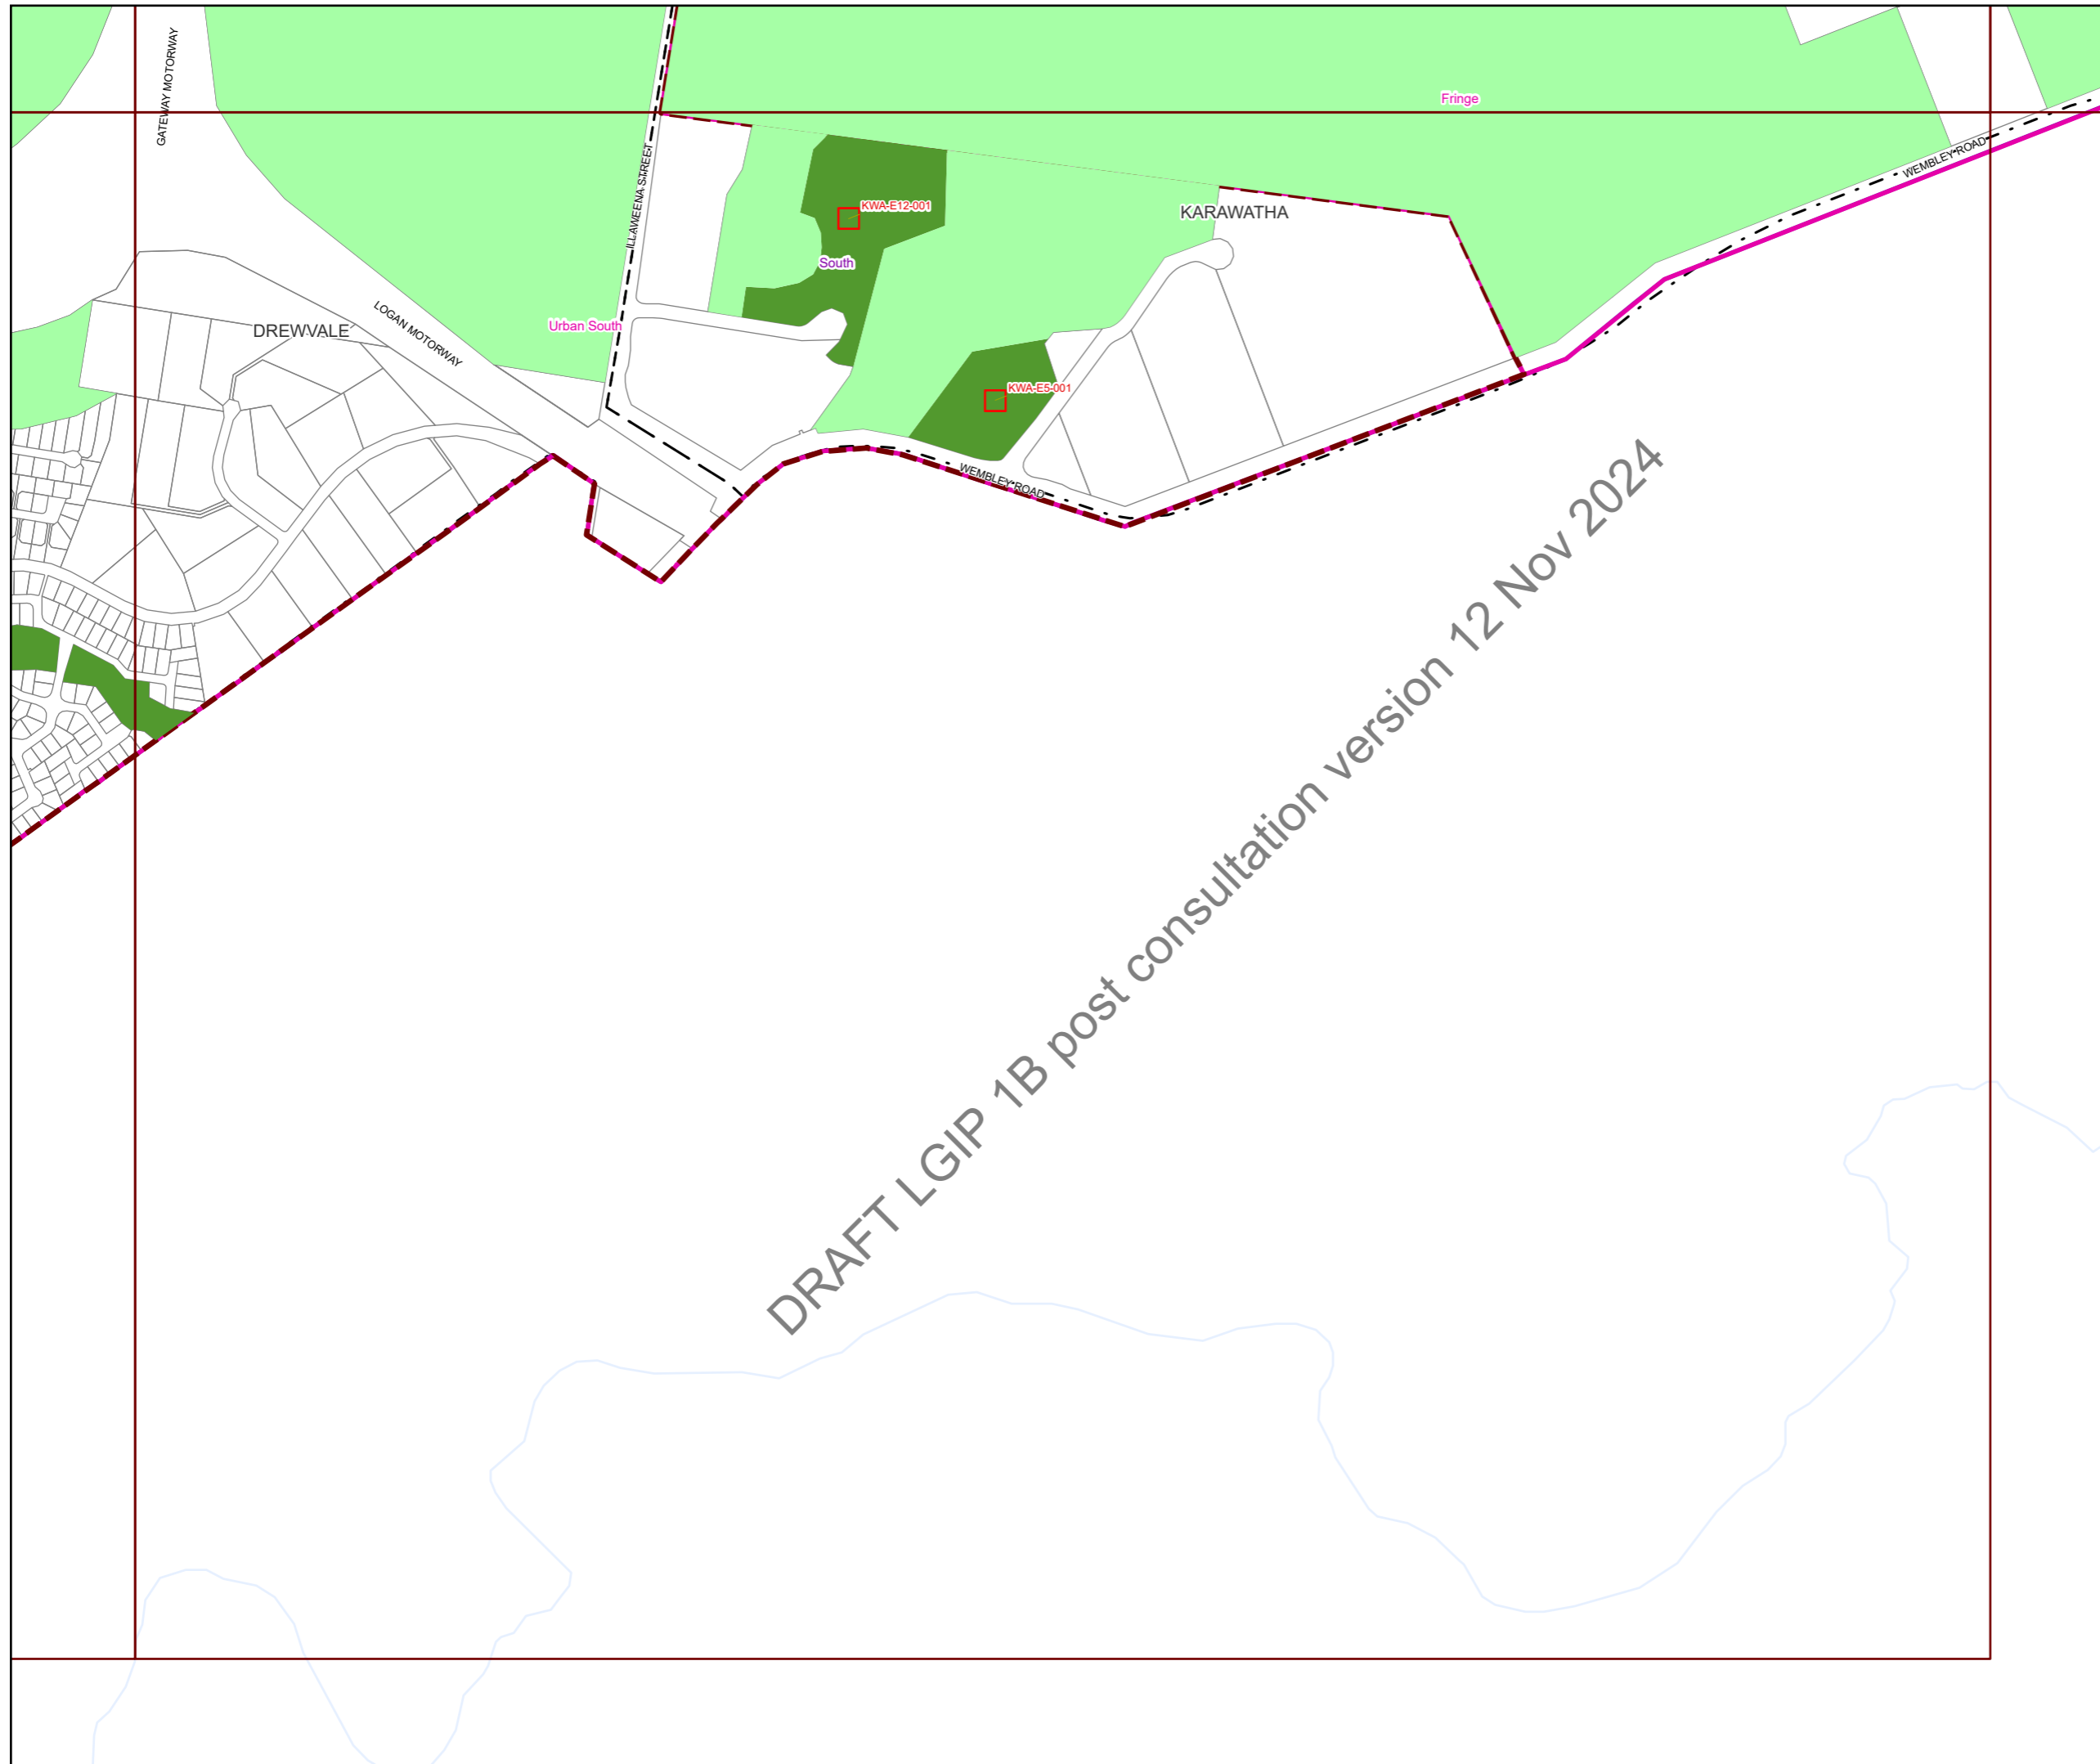 GATEWAY MOTORWAY
Fringe
WEMBLEY ROAD
ILLAWEENA STREET
KWA-E12-001
KARAWATHA
South
LOGAN MOTORWAY
Urban South
DREWVALE
KWA-E5-001
WEMBLEY ROAD
DRAFT LGIP 1B post consultation version 12 Nov 2024